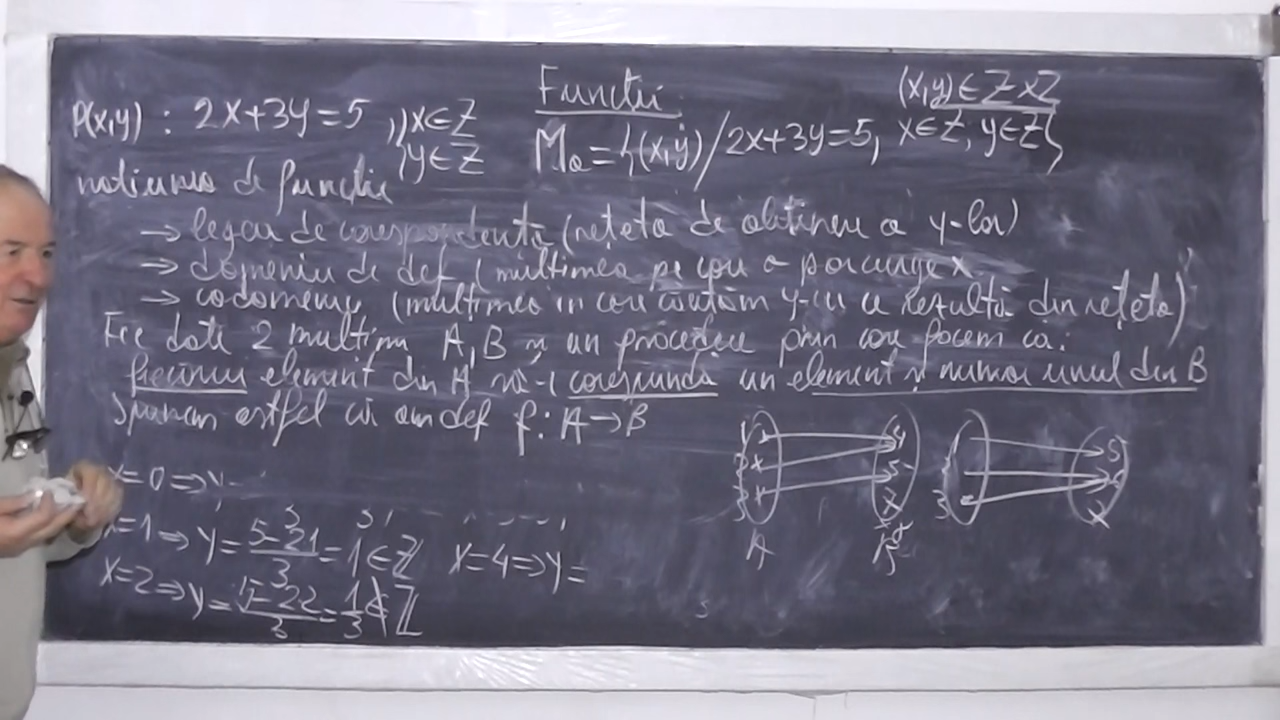 Functii
(x,y) ∈ Z x Z
P(x,y) : 2x+3y=5 , x∈Z
y∈Z
Ma={(x,y)/2x+3y=5, x∈Z, y∈Z}
notiunea de functie
→ legea de corespondenta (reteta de obtinere a y-lor)
→ domeniu de def (multimea pe care o parcurge x
→ codomeniu (multimea in care cautam y-ii ce rezulta din reteta)
Fie date 2 multimi A, B si un procedeu prin care facem ca:
fiecarui element din A sa-i corespunda un element si numai unul din B
Spunem astfel ca am def f: A→B
x=0⇒y=
x=1⇒y=5-2·1/3=1∈Z x=4⇒y=
x=2⇒y=5-2·2/3=1/3∉Z
A B